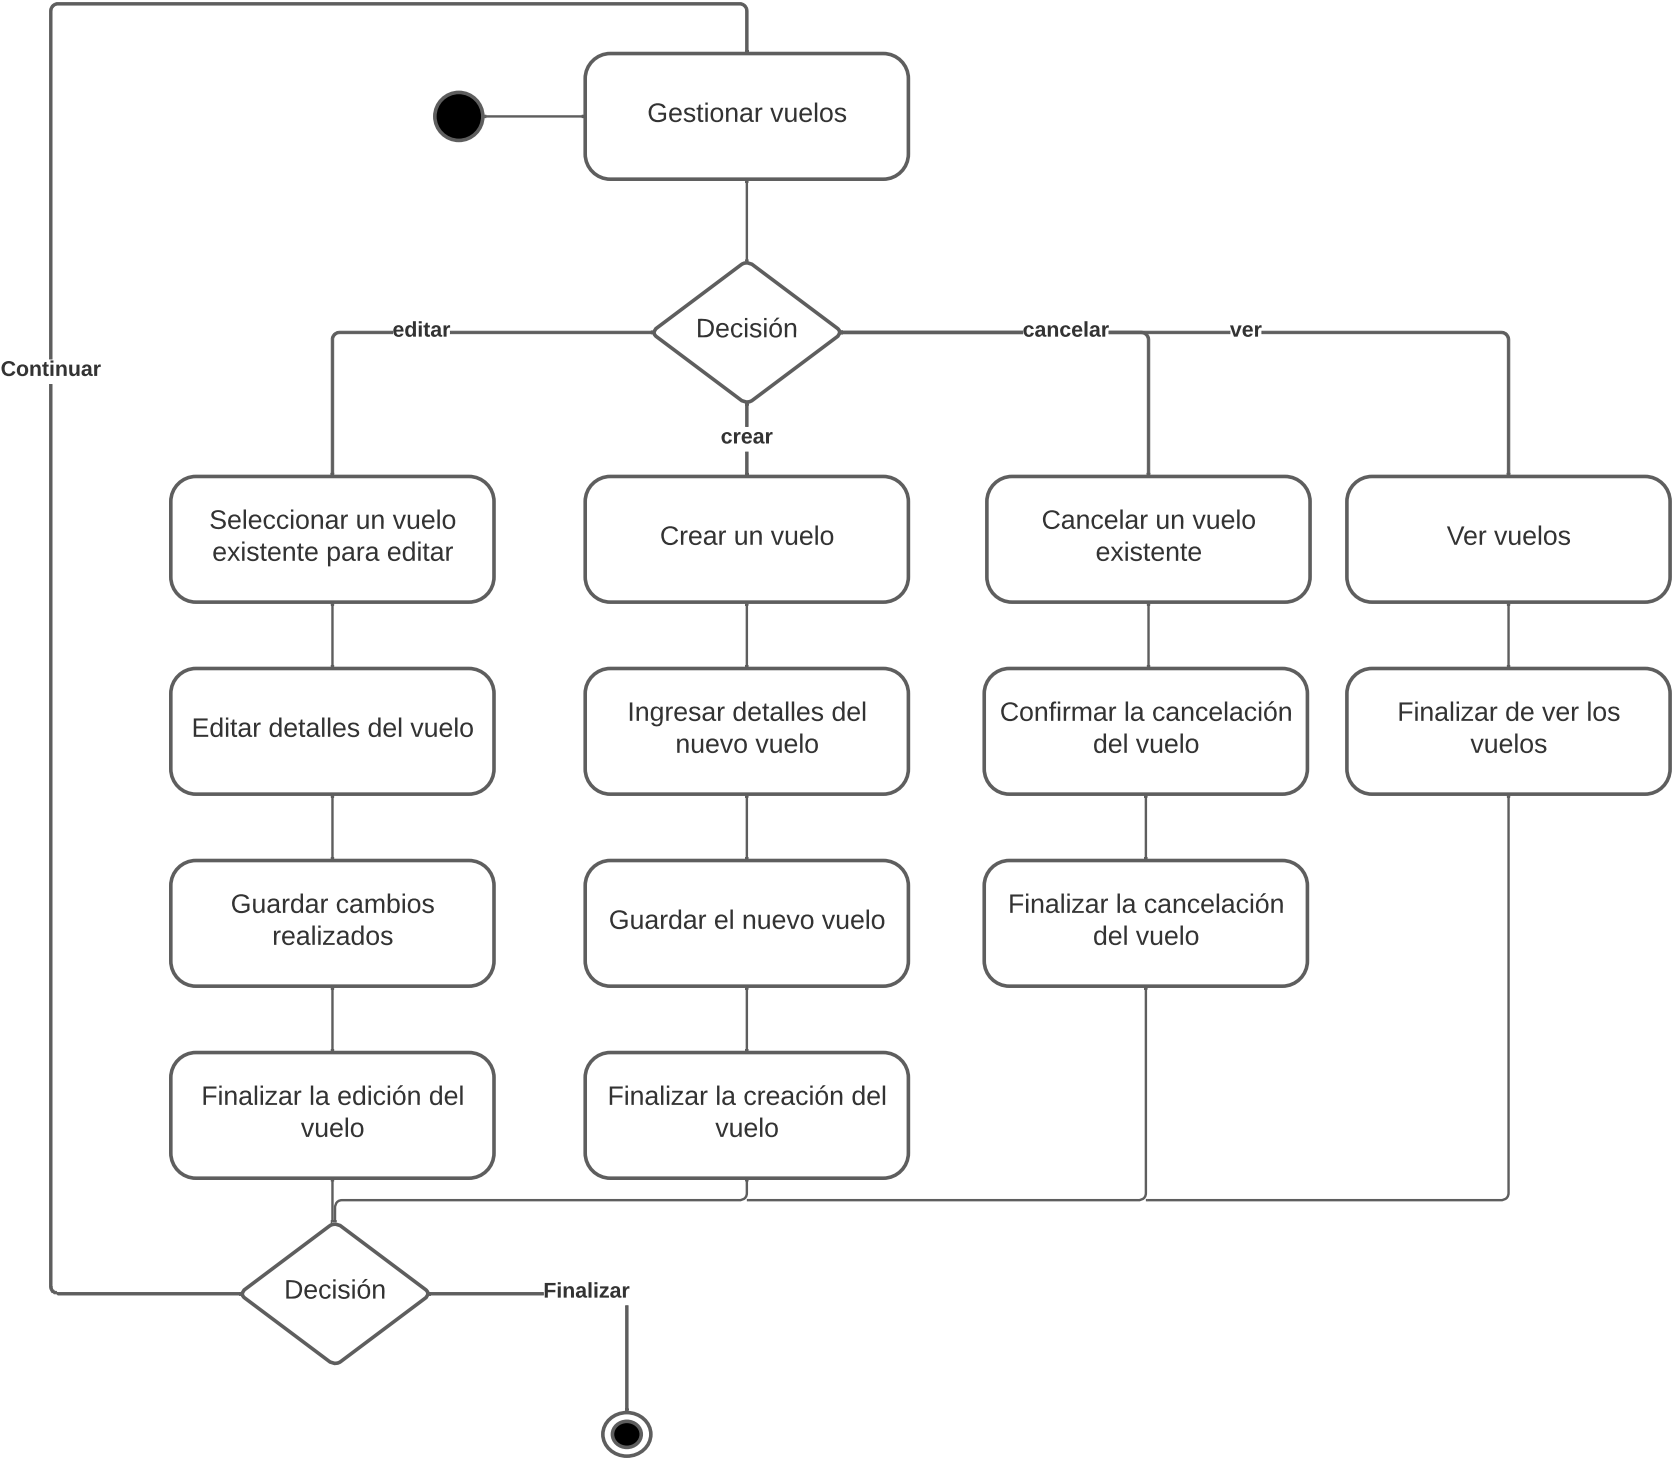 Gestionar vuelos
Decisión
editar
cancelar
ver
Continuar
crear
Seleccionar un vuelo
existente para editar
Crear un vuelo
Cancelar un vuelo
existente
Ver vuelos
Editar detalles del vuelo
Ingresar detalles del
nuevo vuelo
Confirmar la cancelación
del vuelo
Finalizar de ver los
vuelos
Guardar cambios
realizados
Guardar el nuevo vuelo
Finalizar la cancelación
del vuelo
Finalizar la edición del
vuelo
Finalizar la creación del
vuelo
Decisión
Finalizar